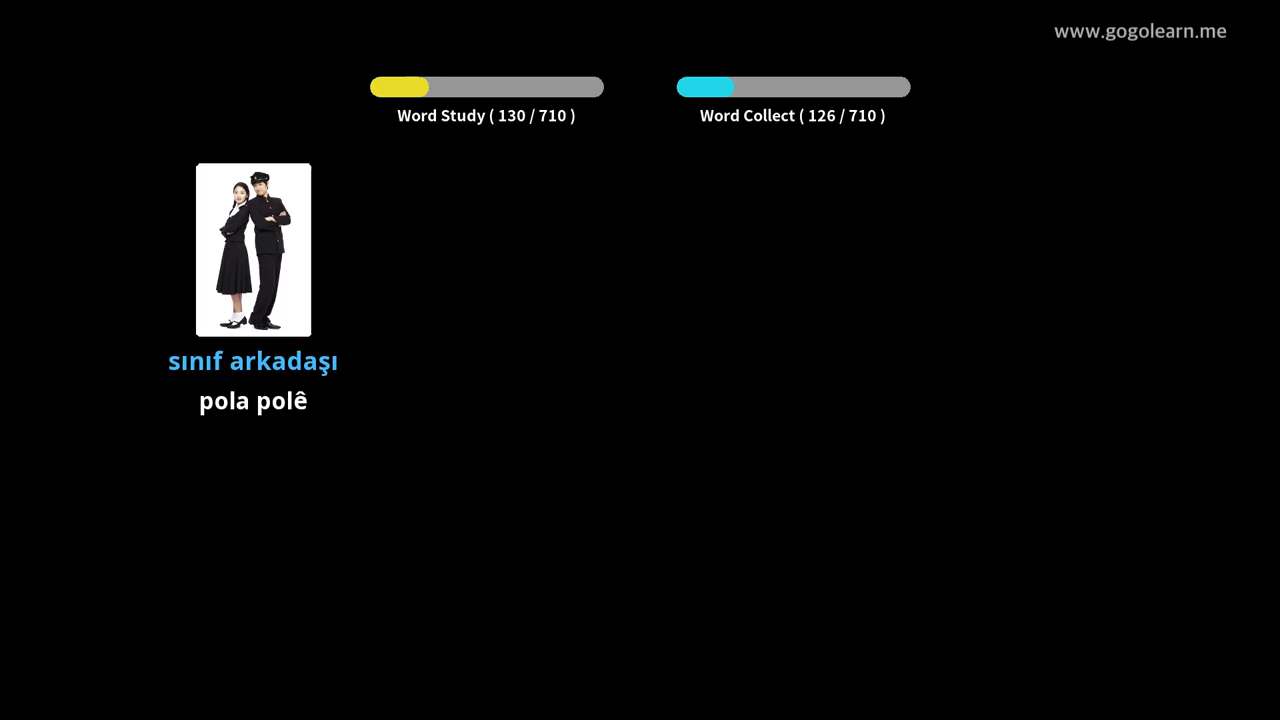 www.gogolearn.me
Word Study ( 130 / 710 )
Word Collect ( 126 / 710 )
sınıf arkadaşı
pola polê